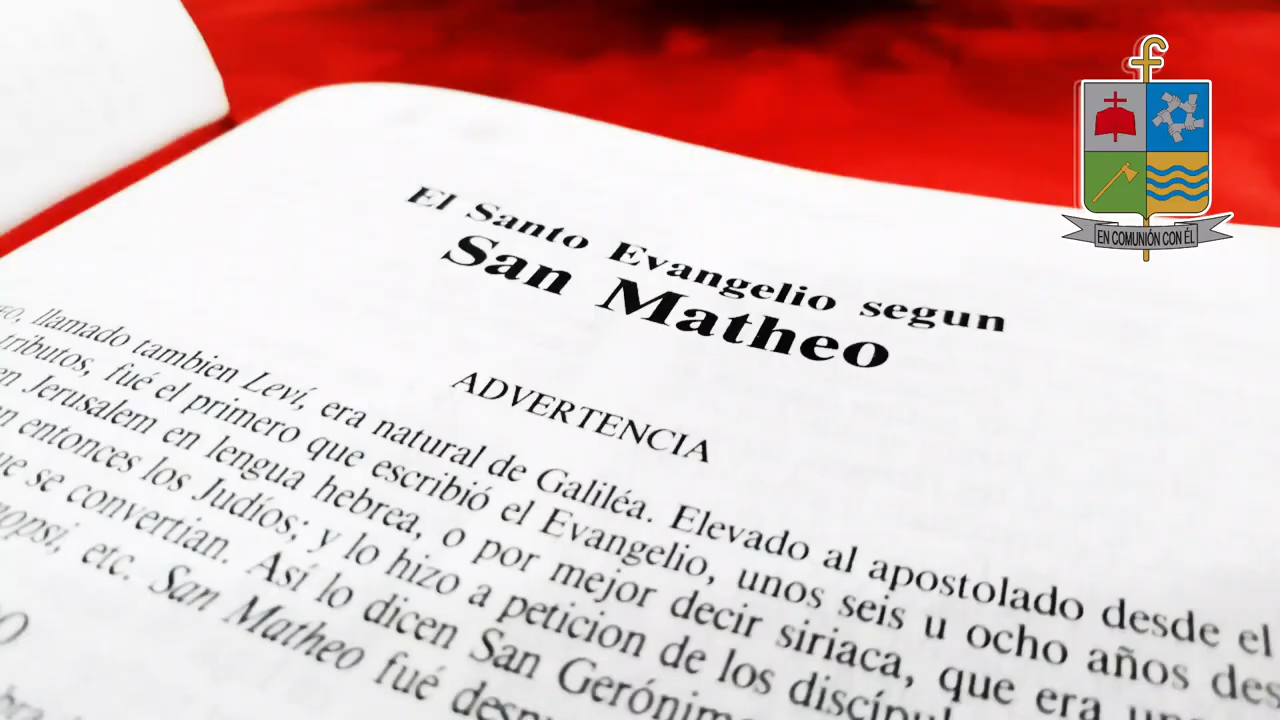 El Santo Evangelio segun
San Matheo
ADVERTENCIA
llamado tambien Leví, era natural de Galiléa. Elevado al apostolado desde el
tributos, fué el primero que escribió el Evangelio, unos seis u ocho años des
en Jerusalem en lengua hebrea, o por mejor decir siriaca, que era
entonces los Judíos; y lo hizo a peticion de los
se convertian. Así lo dicen San
etc. San Matheo fué
EN COMUNIÓN CON ÉL